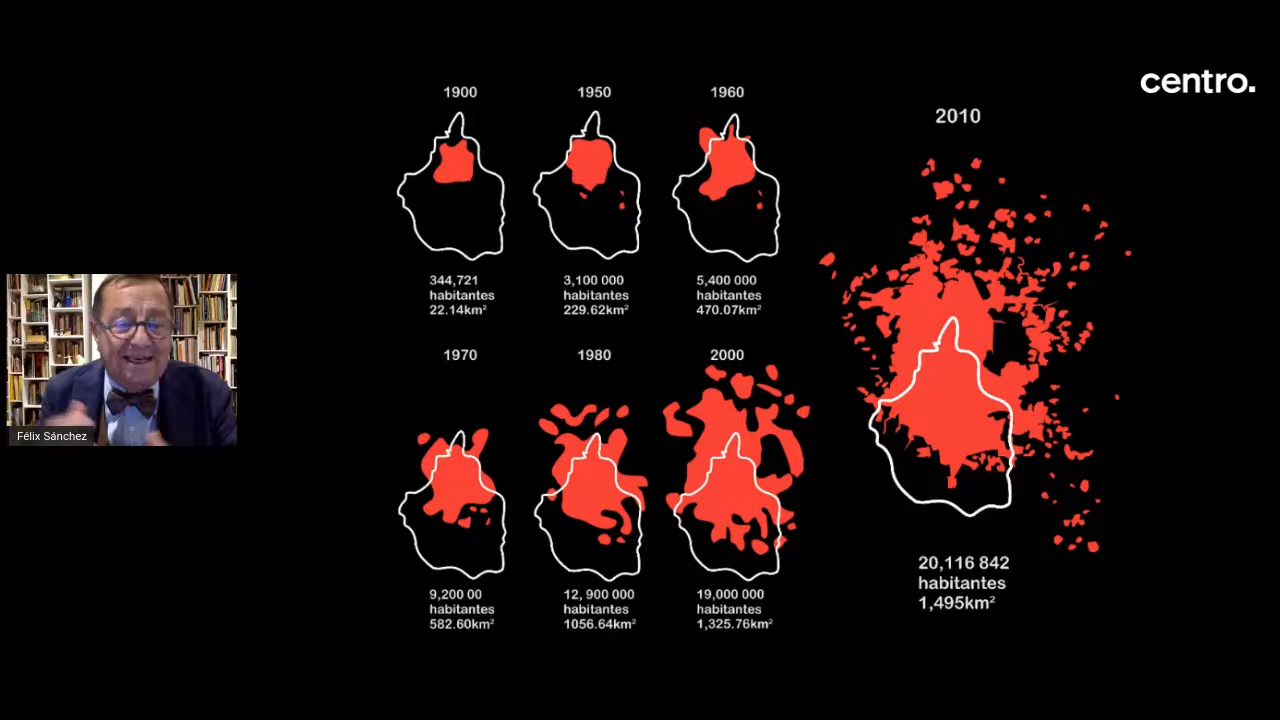 centro.
1900
1950
1960
2010
344,721
habitantes
22.14km²
3,100 000
habitantes
229.62km²
5,400 000
habitantes
470.07km²
1970
1980
2000
Félix Sánchez
9,200 00
habitantes
582.60km²
12, 900 000
habitantes
1056.64km²
19,000 000
habitantes
1,325.76km²
20,116 842
habitantes
1,495km²